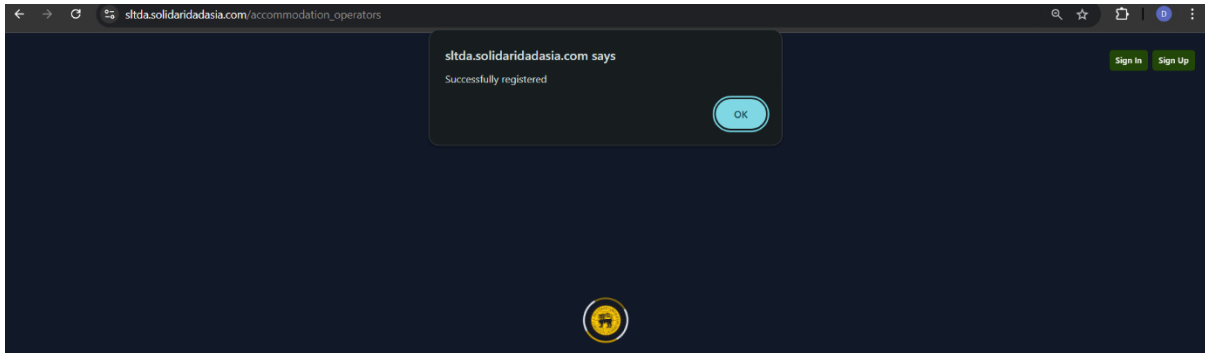 sltda.solidaridadasia.com/accommodation_operators
D
sltda.solidaridadasia.com says
Successfully registered
OK
Sign In Sign Up